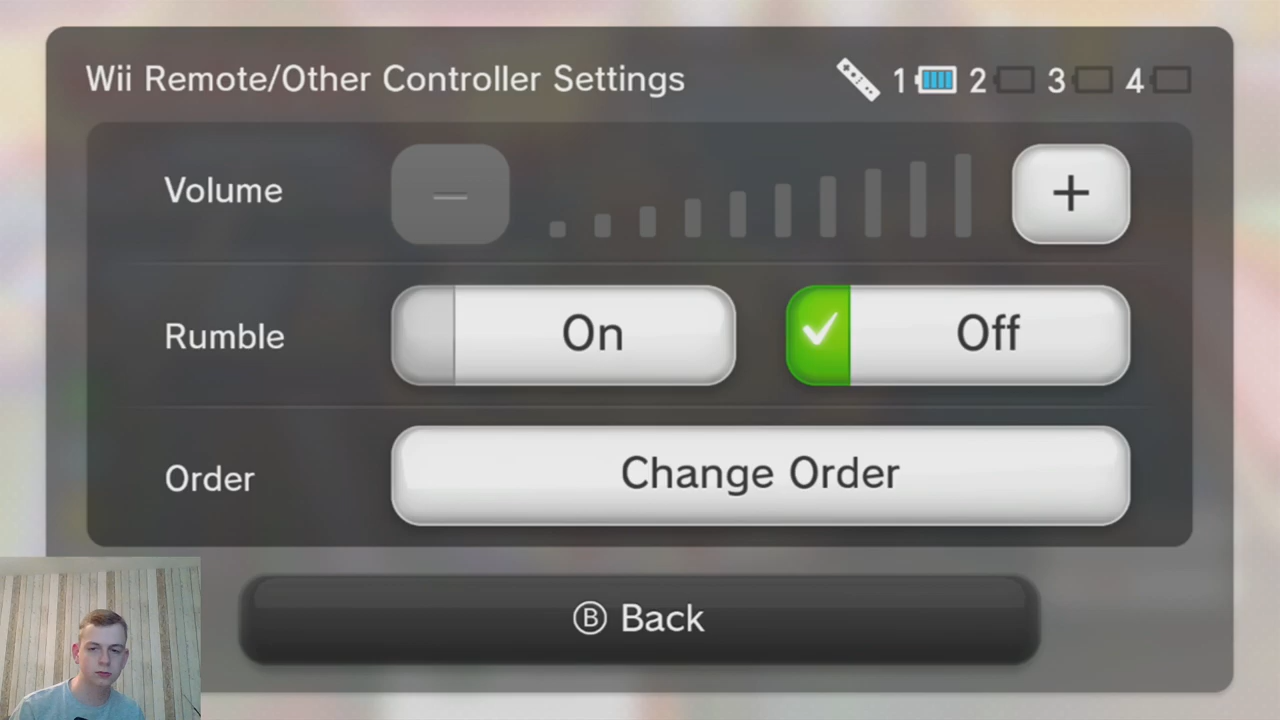 Wii Remote/Other Controller Settings 1 2 3 4
Volume − +
Rumble On Off
Order Change Order
Ⓑ Back